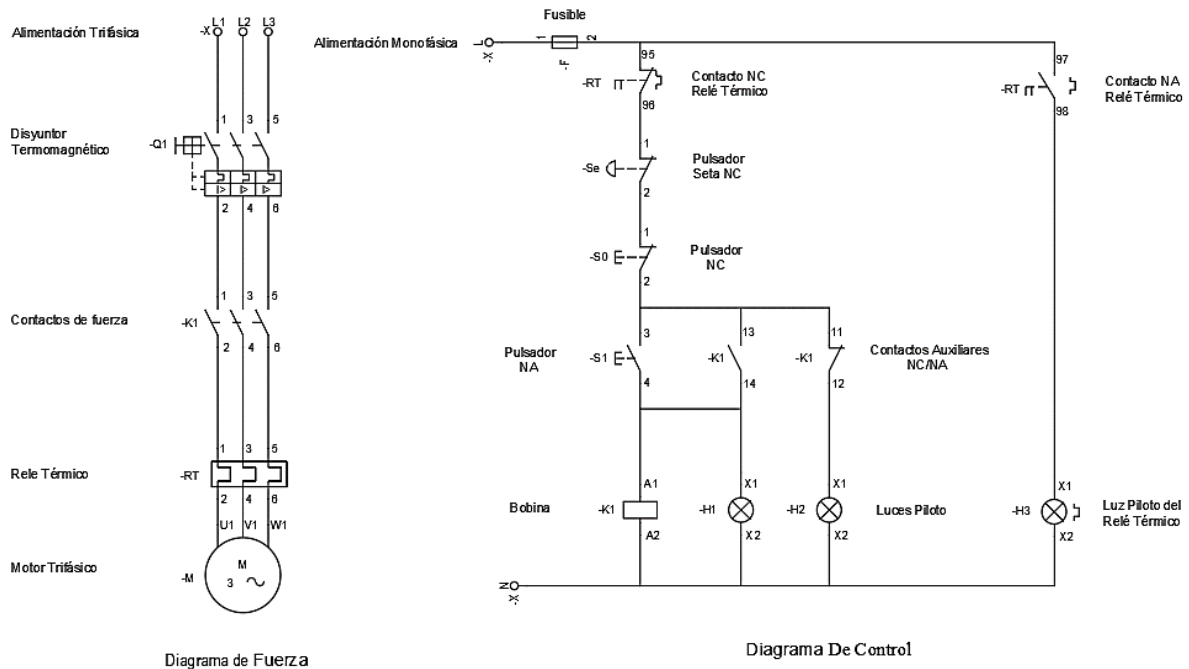 Alimentación Trifásica
-X
L1 L2 L3
1 3 5
Disyuntor
Termomagnético
-Q1
I> I> I>
2 4 6
1 3 5
Contactos de fuerza
-K1
2 4 6
1 3 5
Rele Térmico
-RT
2 4 6
U1 V1 W1
Motor Trifásico
-M
M
3
Diagrama de Fuerza
Fusible
Alimentación Monofásica
L
-X
1 2
-F
95
-RT
Contacto NC
Relé Térmico
96
97
-RT
Contacto NA
Relé Térmico
98
1
-Se
Pulsador
Seta NC
2
1
-S0
Pulsador
NC
2
3 13 11
Pulsador
NA
-S1
-K1
-K1
Contactos Auxiliares
NC/NA
4 14 12
A1 X1 X1 X1
Bobina
-K1
-H1
-H2
Luces Piloto
-H3
Luz Piloto del
Relé Térmico
A2 X2 X2 X2
N
-X
Diagrama De Control